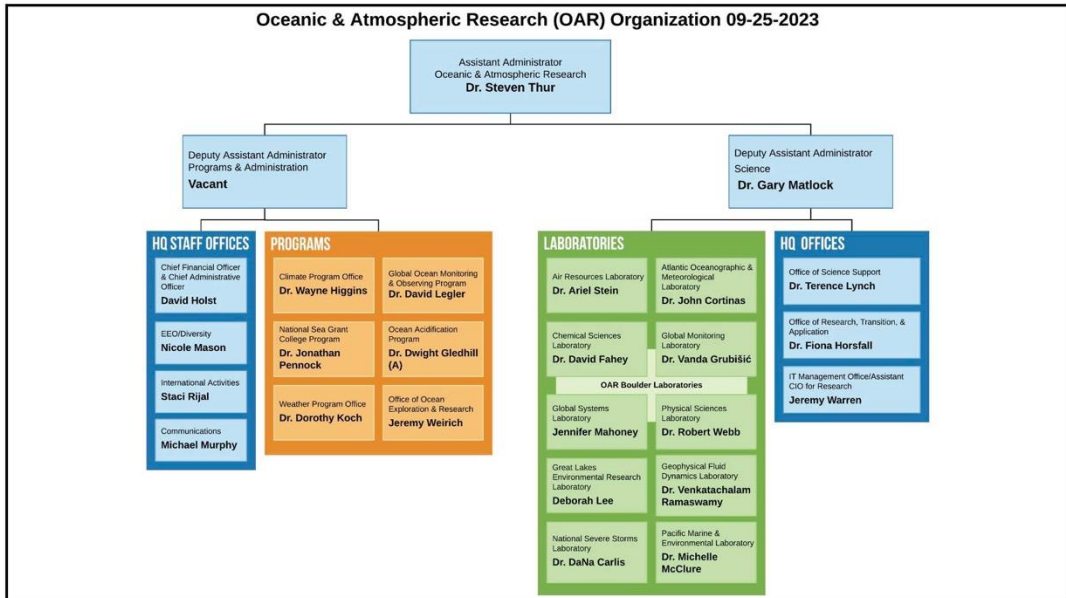 Oceanic & Atmospheric Research (OAR) Organization 09-25-2023
Assistant Administrator
Oceanic & Atmospheric Research
Dr. Steven Thur
Deputy Assistant Administrator
Programs & Administration
Vacant
Deputy Assistant Administrator
Science
Dr. Gary Matlock
HQ STAFF OFFICES
Chief Financial Officer
& Chief Administrative
Officer
David Holst
EEO/Diversity
Nicole Mason
International Activities
Staci Rijal
Communications
Michael Murphy
PROGRAMS
Climate Program Office
Dr. Wayne Higgins
Global Ocean Monitoring
& Observing Program
Dr. David Legler
National Sea Grant
College Program
Dr. Jonathan
Pennock
Ocean Acidification
Program
Dr. Dwight Gledhill
(A)
Weather Program Office
Dr. Dorothy Koch
Office of Ocean
Exploration & Research
Jeremy Weirich
LABORATORIES
Air Resources Laboratory
Dr. Ariel Stein
Atlantic Oceanographic &
Meteorological
Laboratory
Dr. John Cortinas
Chemical Sciences
Laboratory
Dr. David Fahey
Global Monitoring
Laboratory
Dr. Vanda Grubišić
OAR Boulder Laboratories
Global Systems
Laboratory
Jennifer Mahoney
Physical Sciences
Laboratory
Dr. Robert Webb
Great Lakes
Environmental Research
Laboratory
Deborah Lee
Geophysical Fluid
Dynamics Laboratory
Dr. Venkatachalam
Ramaswamy
National Severe Storms
Laboratory
Dr. DaNa Carlis
Pacific Marine &
Environmental Laboratory
Dr. Michelle
McClure
HQ OFFICES
Office of Science Support
Dr. Terence Lynch
Office of Research, Transition, &
Application
Dr. Fiona Horsfall
IT Management Office/Assistant
CIO for Research
Jeremy Warren